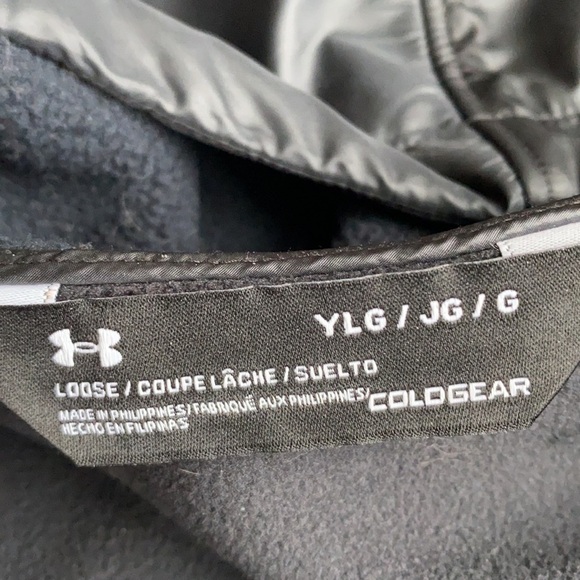 YLG / JG / G
LOOSE / COUPE LÂCHE / SUELTO
MADE IN PHILIPPINES/FABRIQUÉ AUX PHILIPPINES/
HECHO EN FILIPINAS
COLDGEAR